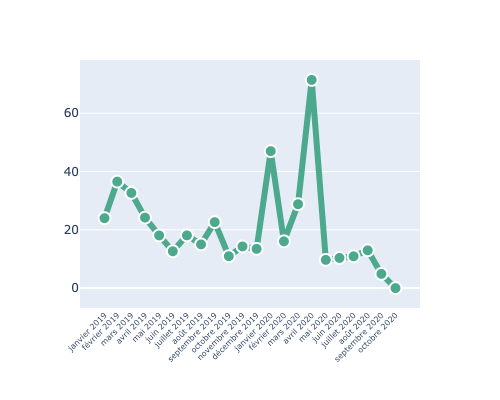 60
40
20
0
janvier 2019
février 2019
mars 2019
avril 2019
mai 2019
juin 2019
juillet 2019
août 2019
septembre 2019
octobre 2019
novembre 2019
décembre 2019
janvier 2020
février 2020
mars 2020
avril 2020
mai 2020
juin 2020
juillet 2020
août 2020
septembre 2020
octobre 2020